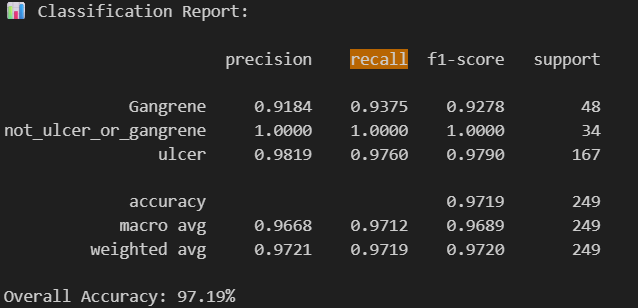 📊 Classification Report:
precision recall f1-score support
Gangrene 0.9184 0.9375 0.9278 48
not_ulcer_or_gangrene 1.0000 1.0000 1.0000 34
ulcer 0.9819 0.9760 0.9790 167
accuracy 0.9719 249
macro avg 0.9668 0.9712 0.9689 249
weighted avg 0.9721 0.9719 0.9720 249
Overall Accuracy: 97.19%